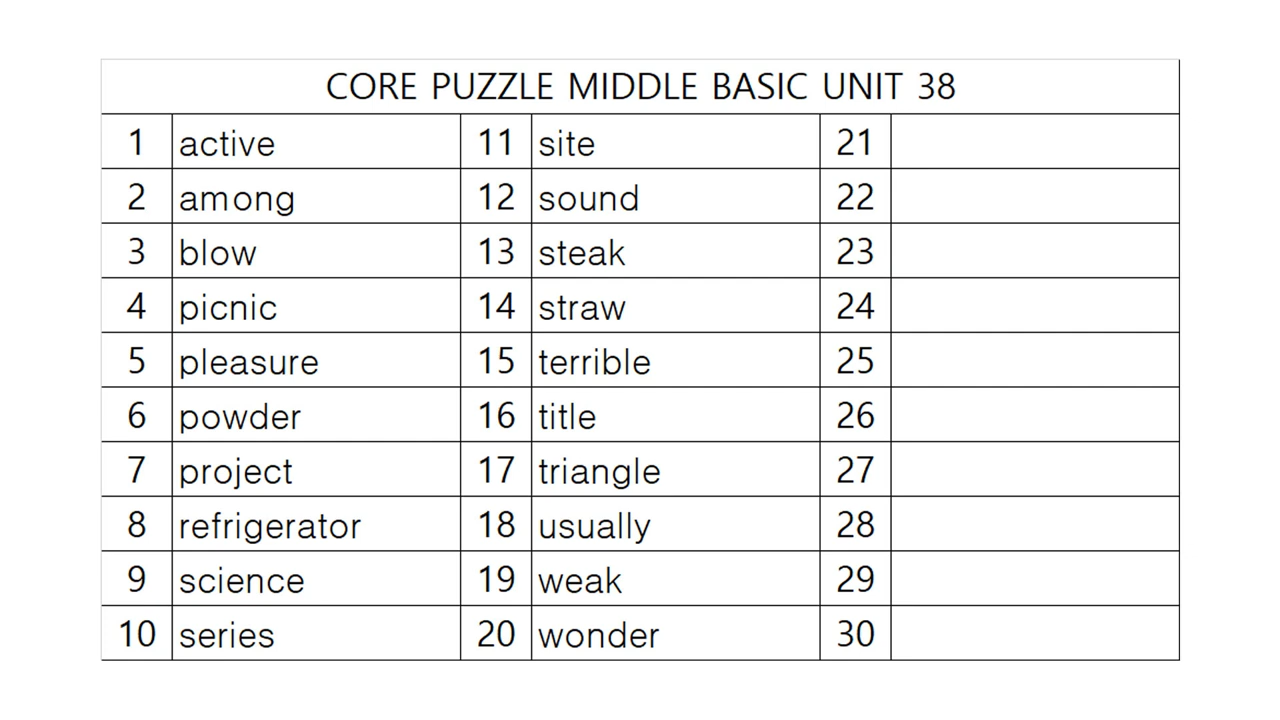 CORE PUZZLE MIDDLE BASIC UNIT 38
1 active 11 site 21
2 among 12 sound 22
3 blow 13 steak 23
4 picnic 14 straw 24
5 pleasure 15 terrible 25
6 powder 16 title 26
7 project 17 triangle 27
8 refrigerator 18 usually 28
9 science 19 weak 29
10 series 20 wonder 30